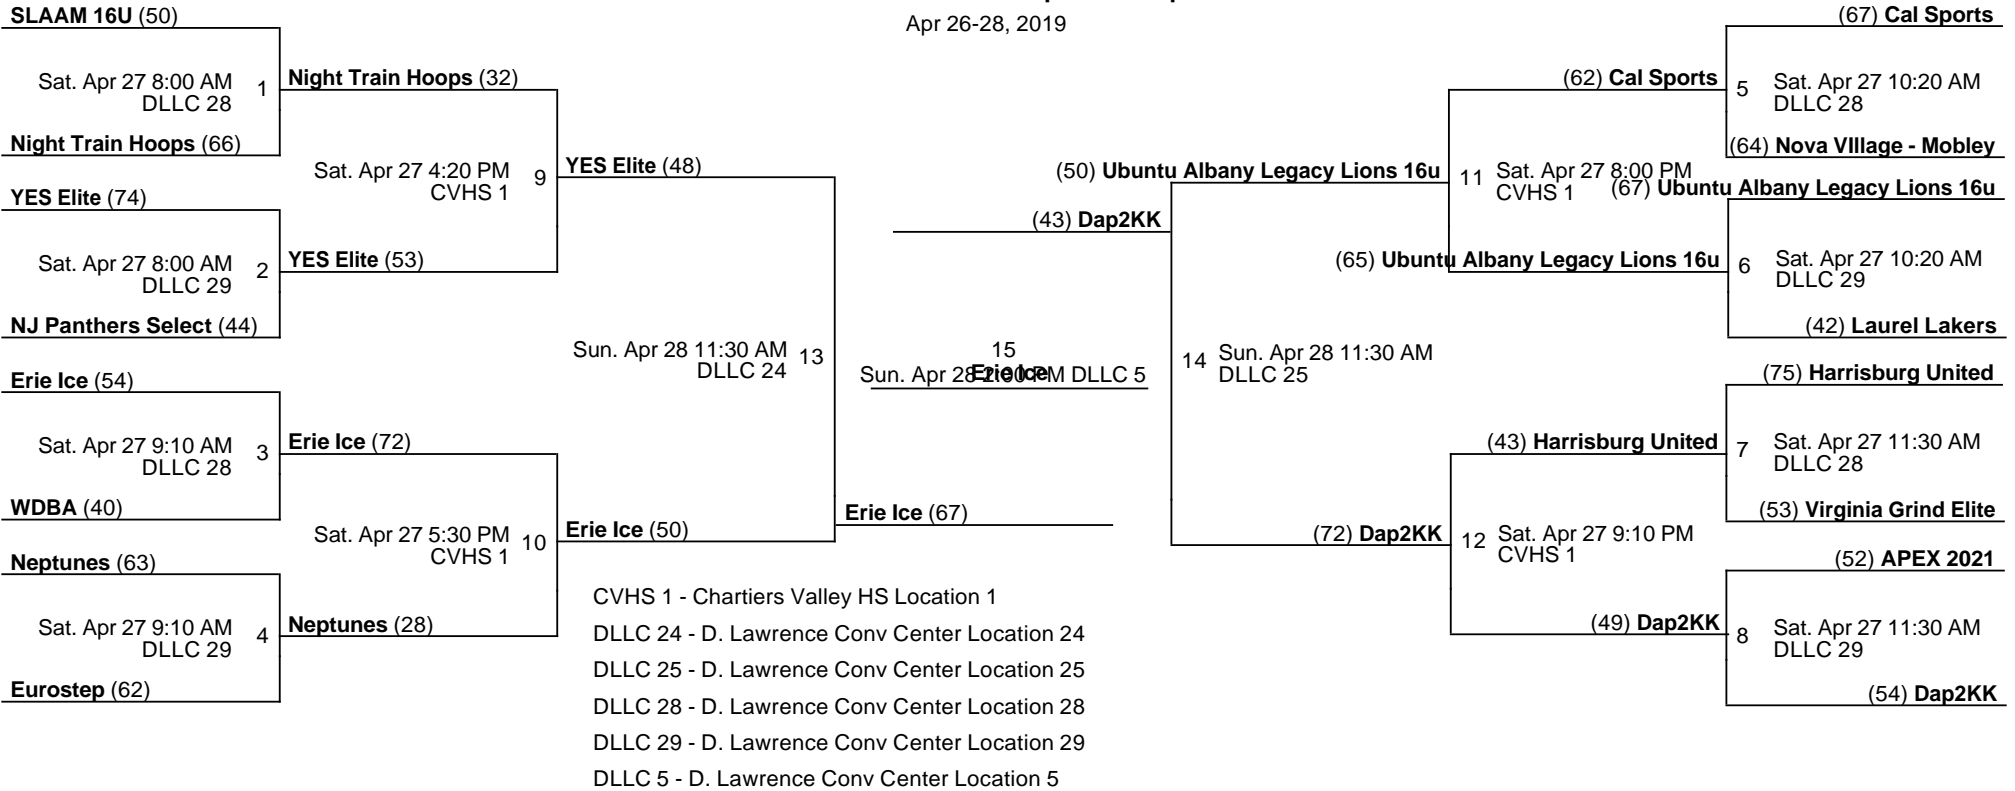 Apr 26-28, 2019
SLAAM 16U (50)
Sat. Apr 27 8:00 AM
DLLC 28
1
Night Train Hoops (66)
YES Elite (74)
Sat. Apr 27 8:00 AM
DLLC 29
2
NJ Panthers Select (44)
Erie Ice (54)
Sat. Apr 27 9:10 AM
DLLC 28
3
WDBA (40)
Neptunes (63)
Sat. Apr 27 9:10 AM
DLLC 29
4
Eurostep (62)
Night Train Hoops (32)
Sat. Apr 27 4:20 PM
CVHS 1
9
YES Elite (53)
Erie Ice (72)
Sat. Apr 27 5:30 PM
CVHS 1
10
Neptunes (28)
YES Elite (48)
Sun. Apr 28 11:30 AM
DLLC 24
13
Erie Ice (50)
(43) Dap2KK
15
Sun. Apr 28 2:00 PM DLLC 5
Erie Ice
Erie Ice (67)
(50) Ubuntu Albany Legacy Lions 16u
14
Sun. Apr 28 11:30 AM
DLLC 25
(72) Dap2KK
(62) Cal Sports
11
Sat. Apr 27 8:00 PM
CVHS 1
(65) Ubuntu Albany Legacy Lions 16u
(43) Harrisburg United
12
Sat. Apr 27 9:10 PM
CVHS 1
(49) Dap2KK
(67) Cal Sports
5
Sat. Apr 27 10:20 AM
DLLC 28
(64) Nova VIllage - Mobley
(67) Ubuntu Albany Legacy Lions 16u
6
Sat. Apr 27 10:20 AM
DLLC 29
(42) Laurel Lakers
(75) Harrisburg United
7
Sat. Apr 27 11:30 AM
DLLC 28
(53) Virginia Grind Elite
(52) APEX 2021
8
Sat. Apr 27 11:30 AM
DLLC 29
(54) Dap2KK
CVHS 1 - Chartiers Valley HS Location 1
DLLC 24 - D. Lawrence Conv Center Location 24
DLLC 25 - D. Lawrence Conv Center Location 25
DLLC 28 - D. Lawrence Conv Center Location 28
DLLC 29 - D. Lawrence Conv Center Location 29
DLLC 5 - D. Lawrence Conv Center Location 5